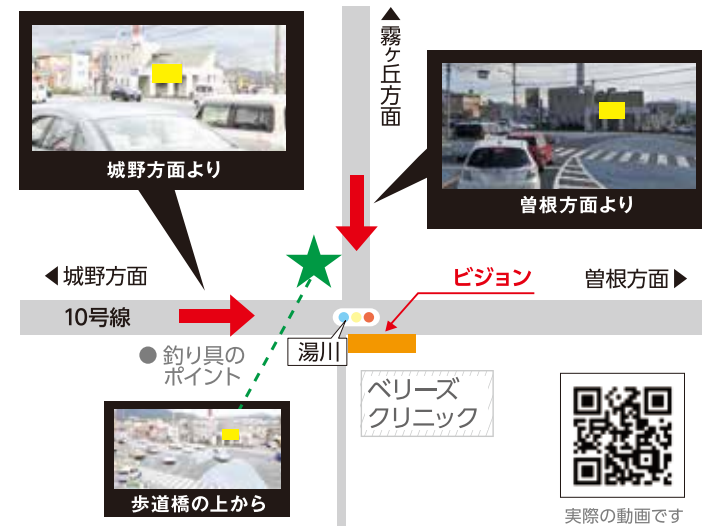 霧ヶ丘方面
城野方面より
曽根方面より
城野方面
ビジョン
曽根方面
10号線
湯川
釣り具の
ポイント
ベリーズ
クリニック
歩道橋の上から
実際の動画です